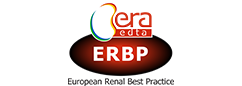 era
edta
ERBP
European Renal Best Practice